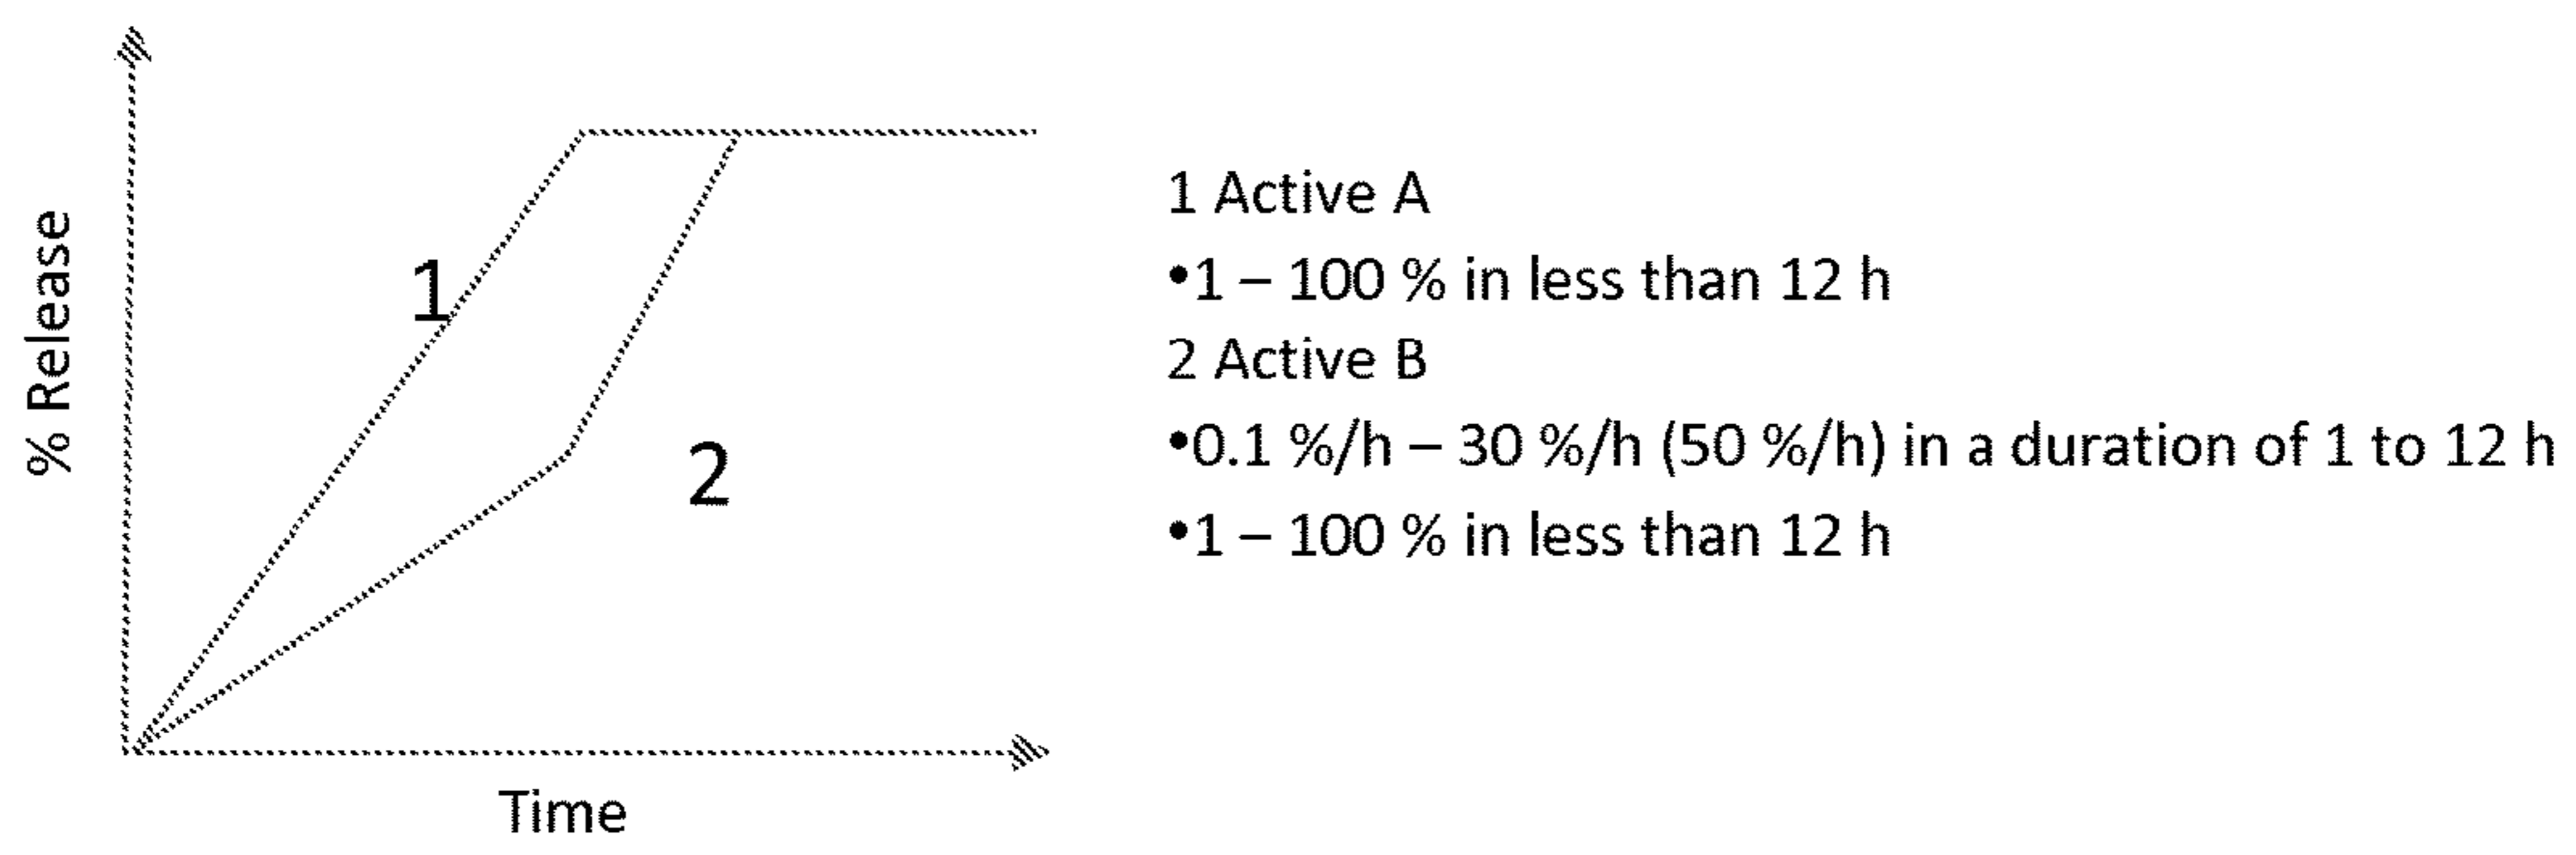 % Release
1
2
Time
1 Active A
•1 – 100 % in less than 12 h
2 Active B
•0.1 %/h – 30 %/h (50 %/h) in a duration of 1 to 12 h
•1 – 100 % in less than 12 h